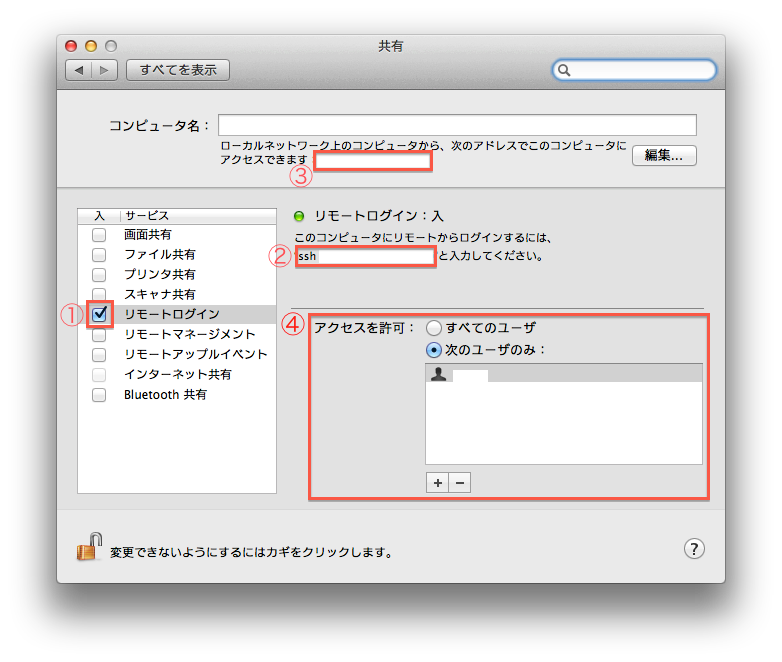 共有
すべてを表示
コンピュータ名：
ローカルネットワーク上のコンピュータから、次のアドレスでこのコンピュータに
アクセスできます：
編集...
③
入 サービス
画面共有
ファイル共有
プリンタ共有
スキャナ共有
① リモートログイン
リモートマネージメント
リモートアップルイベント
インターネット共有
Bluetooth 共有
リモートログイン：入
このコンピュータにリモートからログインするには、
② ssh と入力してください。
④ アクセスを許可： すべてのユーザ
次のユーザのみ：
+ −
変更できないようにするにはカギをクリックします。
?